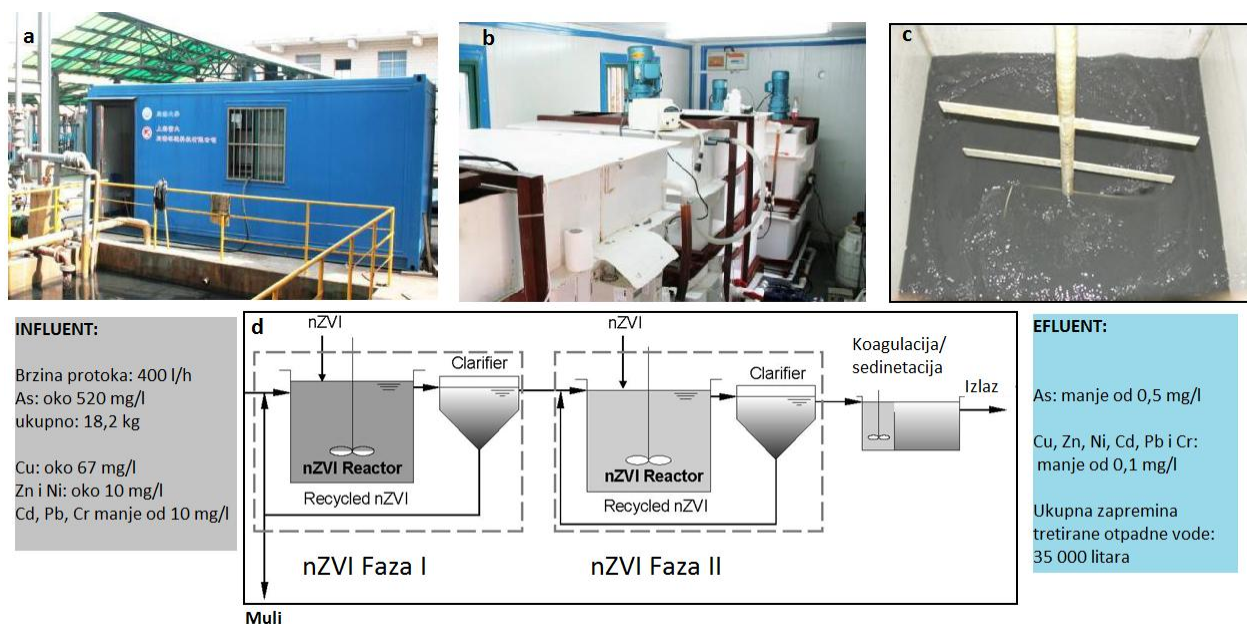 a
b
c
INFLUENT:
Brzina protoka: 400 l/h
As: oko 520 mg/l
ukupno: 18,2 kg
Cu: oko 67 mg/l
Zn i Ni: oko 10 mg/l
Cd, Pb, Cr manje od 10 mg/l
d
nZVI
Clarifier
nZVI Reactor
Recycled nZVI
nZVI Faza I
nZVI
Clarifier
nZVI Reactor
Recycled nZVI
nZVI Faza II
Koagulacija/
sedinetacija
Izlaz
Mulj
EFLUENT:
As: manje od 0,5 mg/l
Cu, Zn, Ni, Cd, Pb i Cr:
manje od 0,1 mg/l
Ukupna zapremina
tretirane otpadne vode:
35 000 litara